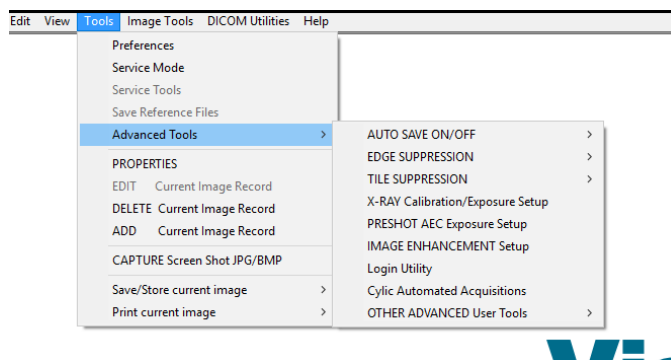 Edit View Tools Image Tools DICOM Utilities Help
Preferences
Service Mode
Service Tools
Save Reference Files
Advanced Tools >
PROPERTIES
EDIT Current Image Record
DELETE Current Image Record
ADD Current Image Record
CAPTURE Screen Shot JPG/BMP
Save/Store current image >
Print current image >
AUTO SAVE ON/OFF >
EDGE SUPPRESSION >
TILE SUPPRESSION >
X-RAY Calibration/Exposure Setup
PRESHOT AEC Exposure Setup
IMAGE ENHANCEMENT Setup
Login Utility
Cylic Automated Acquisitions
OTHER ADVANCED User Tools >